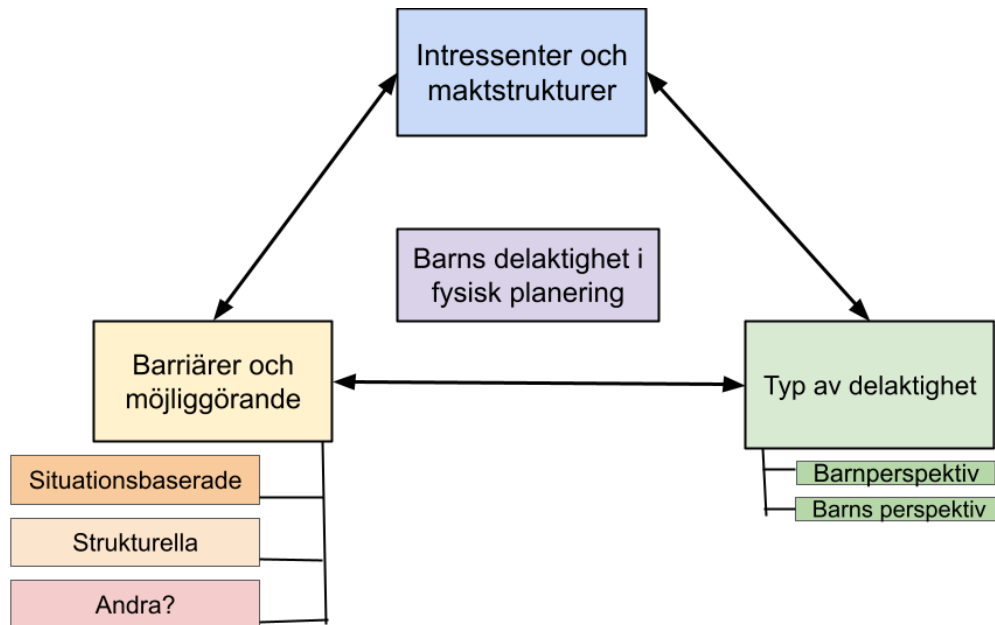 Intressenter och
maktstrukturer
Barns delaktighet i
fysisk planering
Barriärer och
möjliggörande
Typ av delaktighet
Situationsbaserade
Strukturella
Andra?
Barnperspektiv
Barns perspektiv